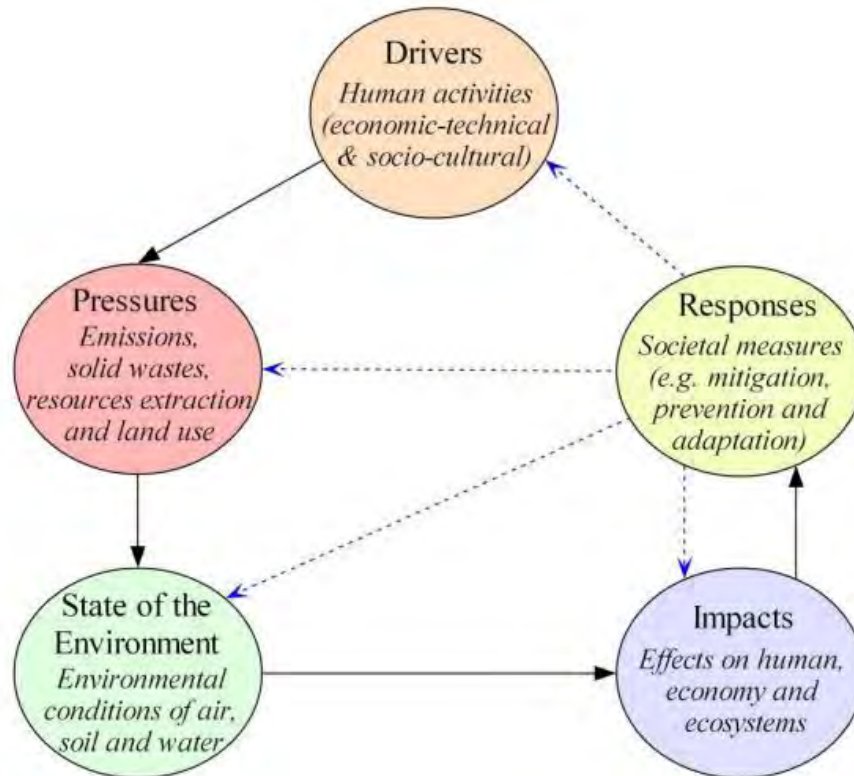 Drivers
Human activities
(economic-technical
& socio-cultural)
Pressures
Emissions,
solid wastes,
resources extraction
and land use
Responses
Societal measures
(e.g. mitigation,
prevention and
adaptation)
State of the
Environment
Environmental
conditions of air,
soil and water
Impacts
Effects on human,
economy and
ecosystems